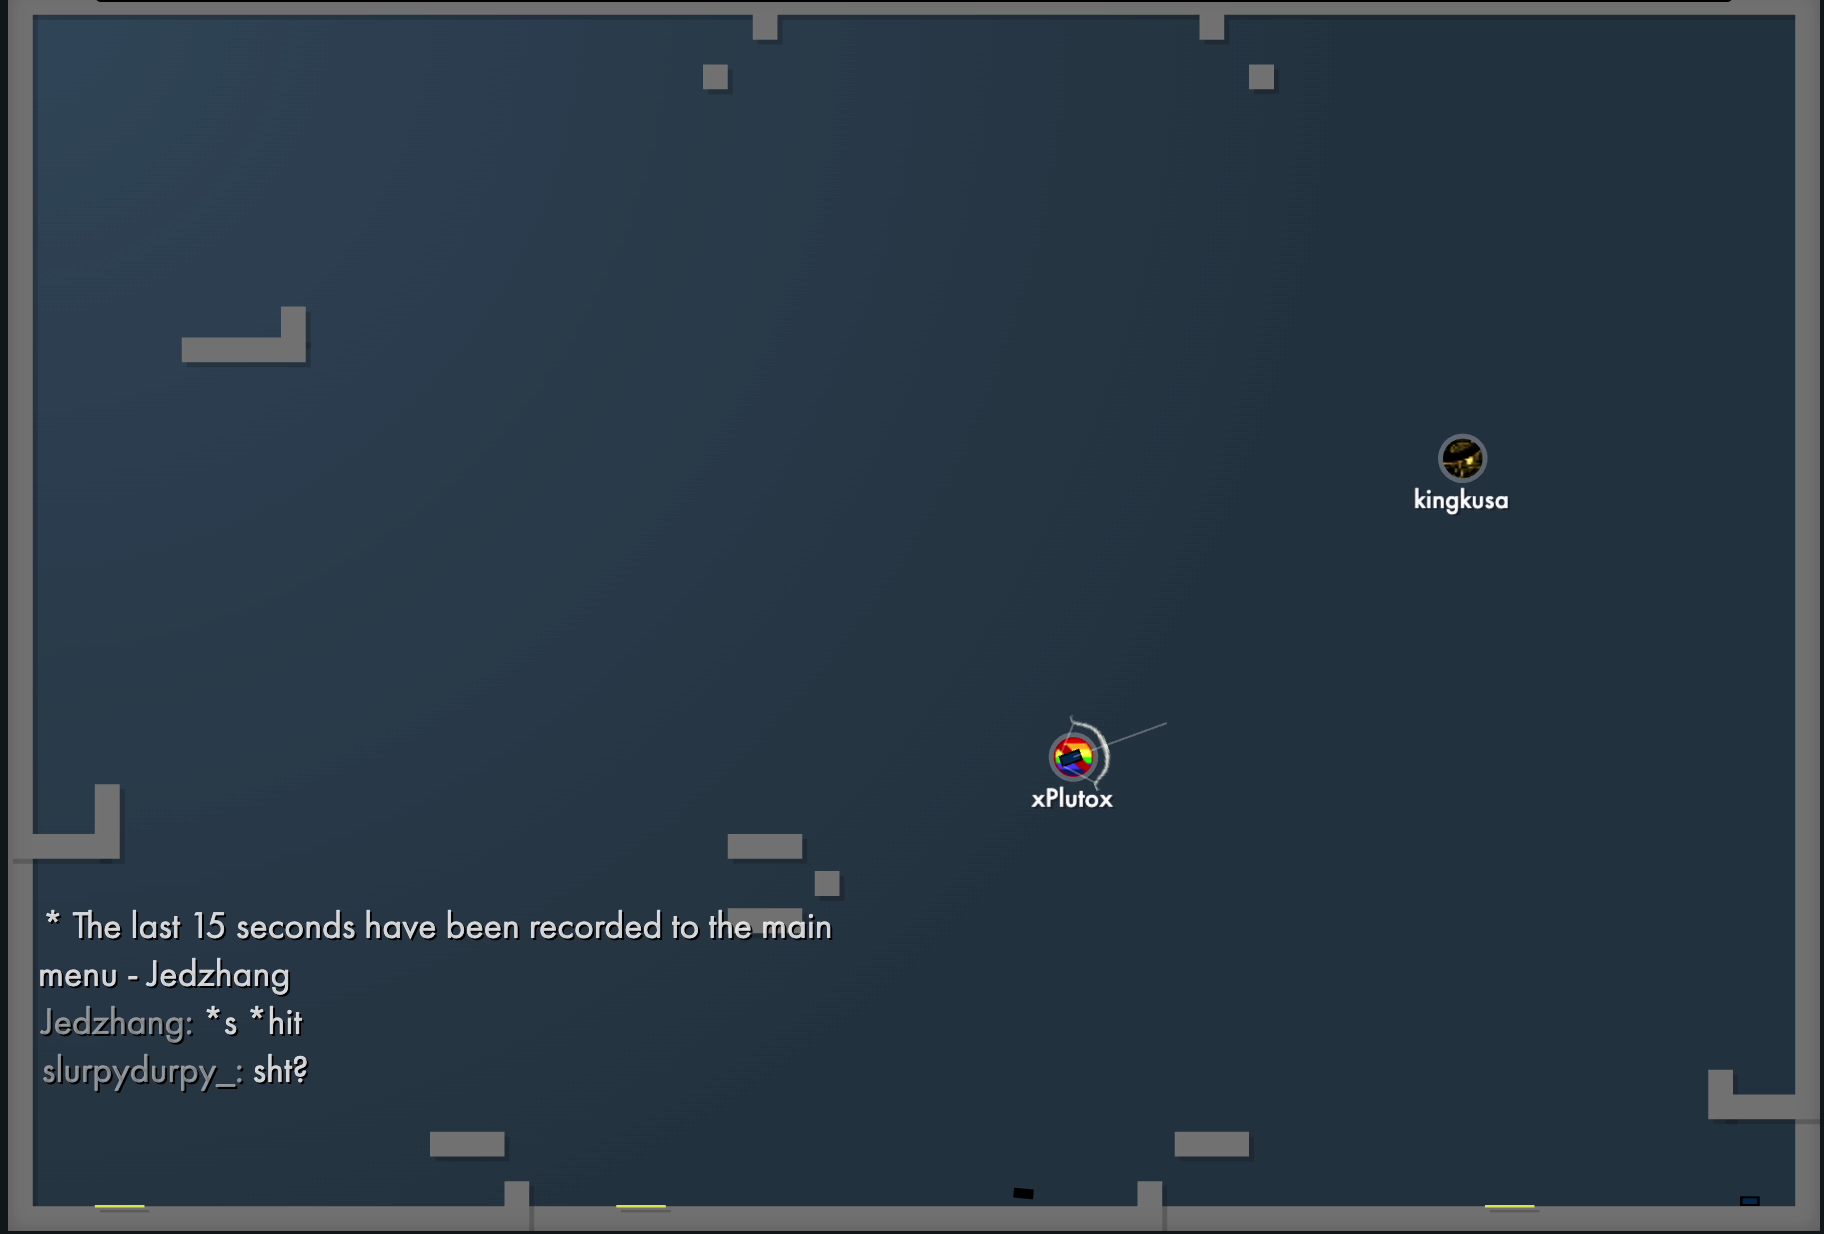 kingkusa
xPlutox
* The last 15 seconds have been recorded to the main
menu - Jedzhang
Jedzhang: *s *hit
slurpydurpy_: sht?